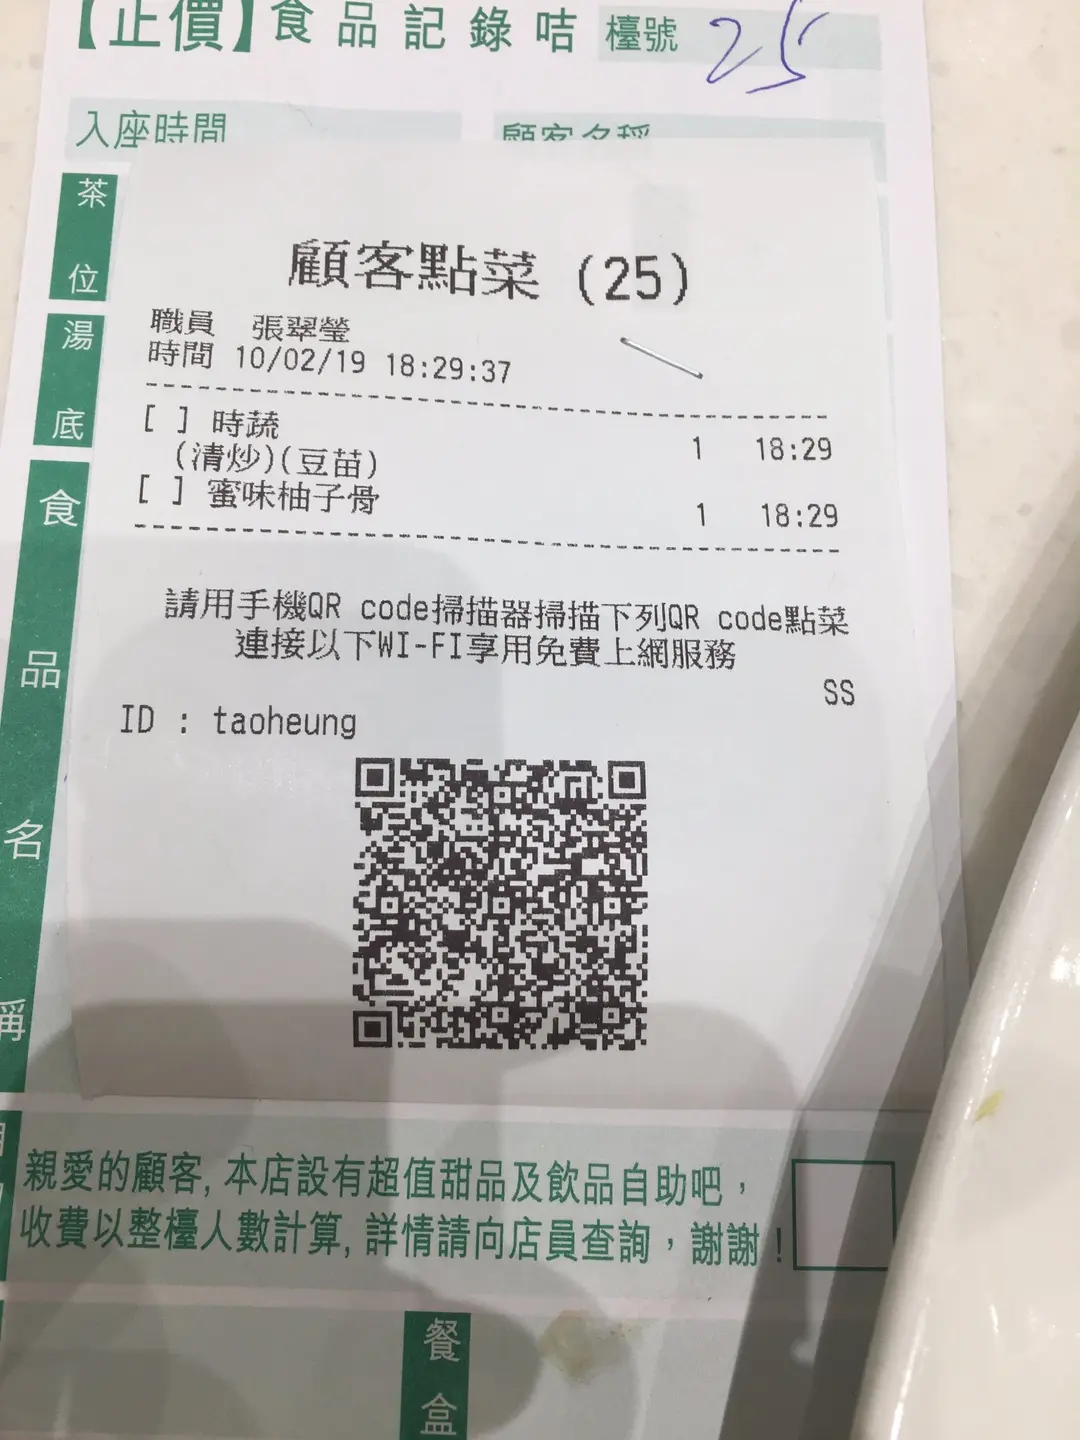 【正價】食品記錄咭 檯號 25
入座時間 顧客名稱
茶位
湯底
食品名稱
顧客點菜 (25)
職員 張翠瑩
時間 10/02/19 18:29:37
[ ] 時蔬 1 18:29
(清炒)(豆苗)
[ ] 蜜味柚子骨 1 18:29
請用手機QR code掃描器掃描下列QR code點菜
連接以下WI-FI享用免費上網服務
SS
ID : taoheung
親愛的顧客, 本店設有超值甜品及飲品自助吧，
收費以整檯人數計算, 詳情請向店員查詢，謝謝!
餐盒